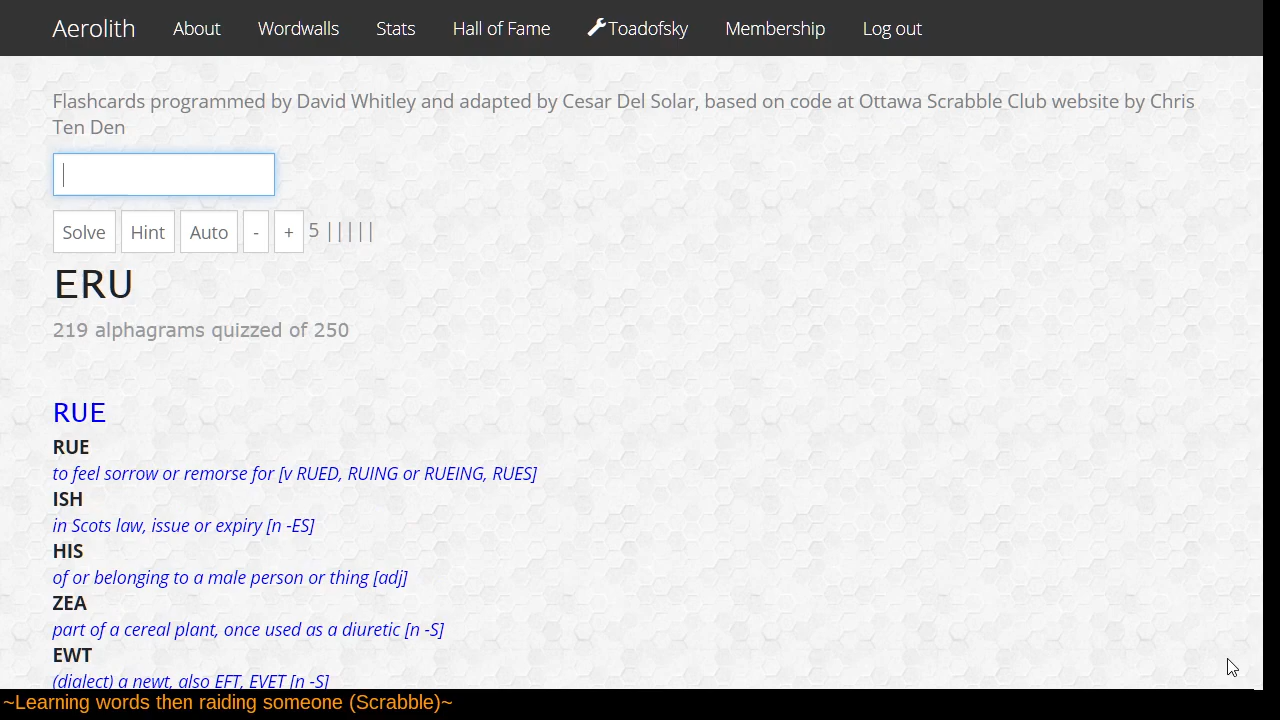 Aerolith About Wordwalls Stats Hall of Fame Toadofsky Membership Log out
Flashcards programmed by David Whitley and adapted by Cesar Del Solar, based on code at Ottawa Scrabble Club website by Chris
Ten Den
Solve Hint Auto - + 5 |||||
ERU
219 alphagrams quizzed of 250
RUE
RUE
to feel sorrow or remorse for [v RUED, RUING or RUEING, RUES]
ISH
in Scots law, issue or expiry [n -ES]
HIS
of or belonging to a male person or thing [adj]
ZEA
part of a cereal plant, once used as a diuretic [n -S]
EWT
(dialect) a newt, also EFT, EVET [n -S]
~Learning words then raiding someone (Scrabble)~